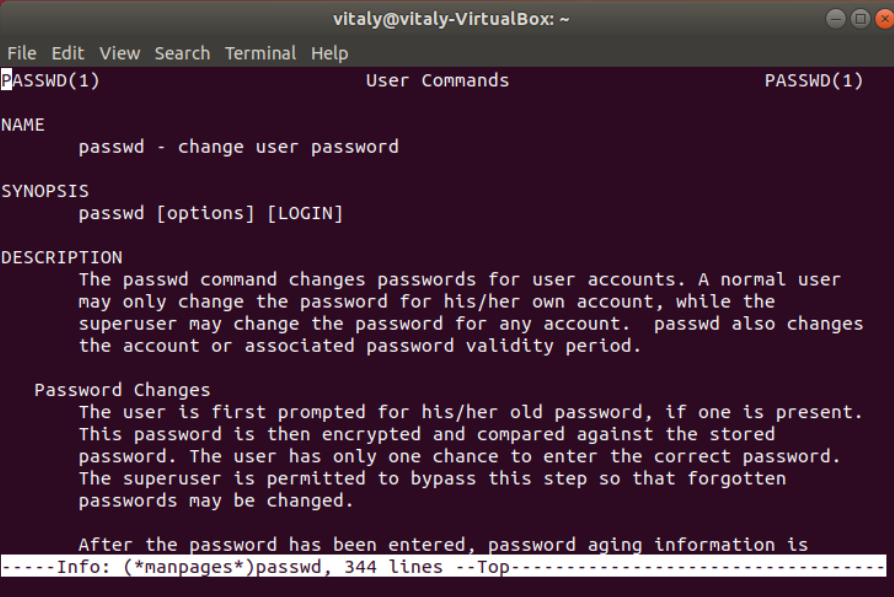 vitaly@vitaly-VirtualBox: ~
File Edit View Search Terminal Help
PASSWD(1) User Commands PASSWD(1)
NAME
passwd - change user password
SYNOPSIS
passwd [options] [LOGIN]
DESCRIPTION
The passwd command changes passwords for user accounts. A normal user
may only change the password for his/her own account, while the
superuser may change the password for any account.  passwd also changes
the account or associated password validity period.
Password Changes
The user is first prompted for his/her old password, if one is present.
This password is then encrypted and compared against the stored
password. The user has only one chance to enter the correct password.
The superuser is permitted to bypass this step so that forgotten
passwords may be changed.
After the password has been entered, password aging information is
-----Info: (*manpages*)passwd, 344 lines --Top----------------------------------